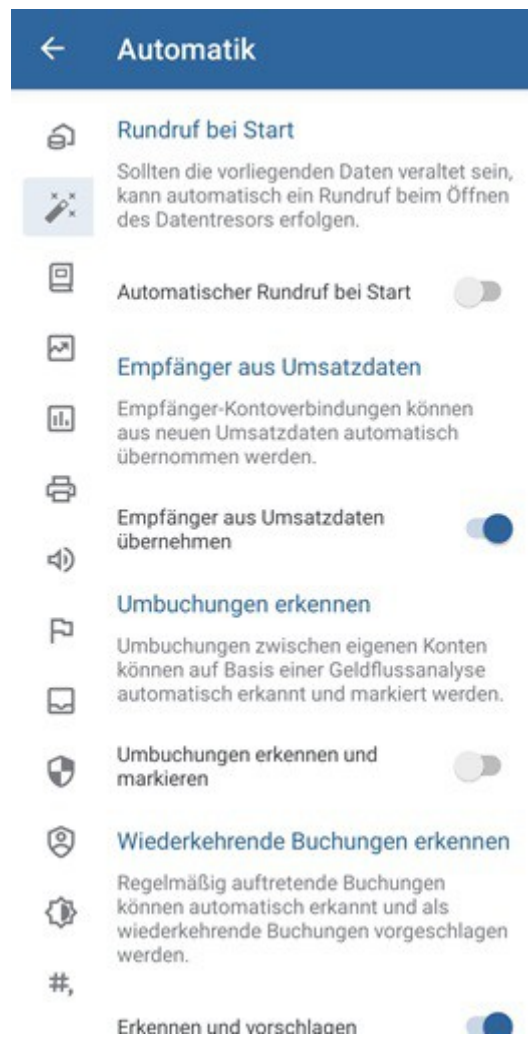 Automatik
Rundruf bei Start
Sollten die vorliegenden Daten veraltet sein,
kann automatisch ein Rundruf beim Öffnen
des Datentresors erfolgen.
Automatischer Rundruf bei Start
Empfänger aus Umsatzdaten
Empfänger-Kontoverbindungen können
aus neuen Umsatzdaten automatisch
übernommen werden.
Empfänger aus Umsatzdaten
übernehmen
Umbuchungen erkennen
Umbuchungen zwischen eigenen Konten
können auf Basis einer Geldflussanalyse
automatisch erkannt und markiert werden.
Umbuchungen erkennen und
markieren
Wiederkehrende Buchungen erkennen
Regelmäßig auftretende Buchungen
können automatisch erkannt und als
wiederkehrende Buchungen vorgeschlagen
werden.
#,
Erkennen und vorschlagen